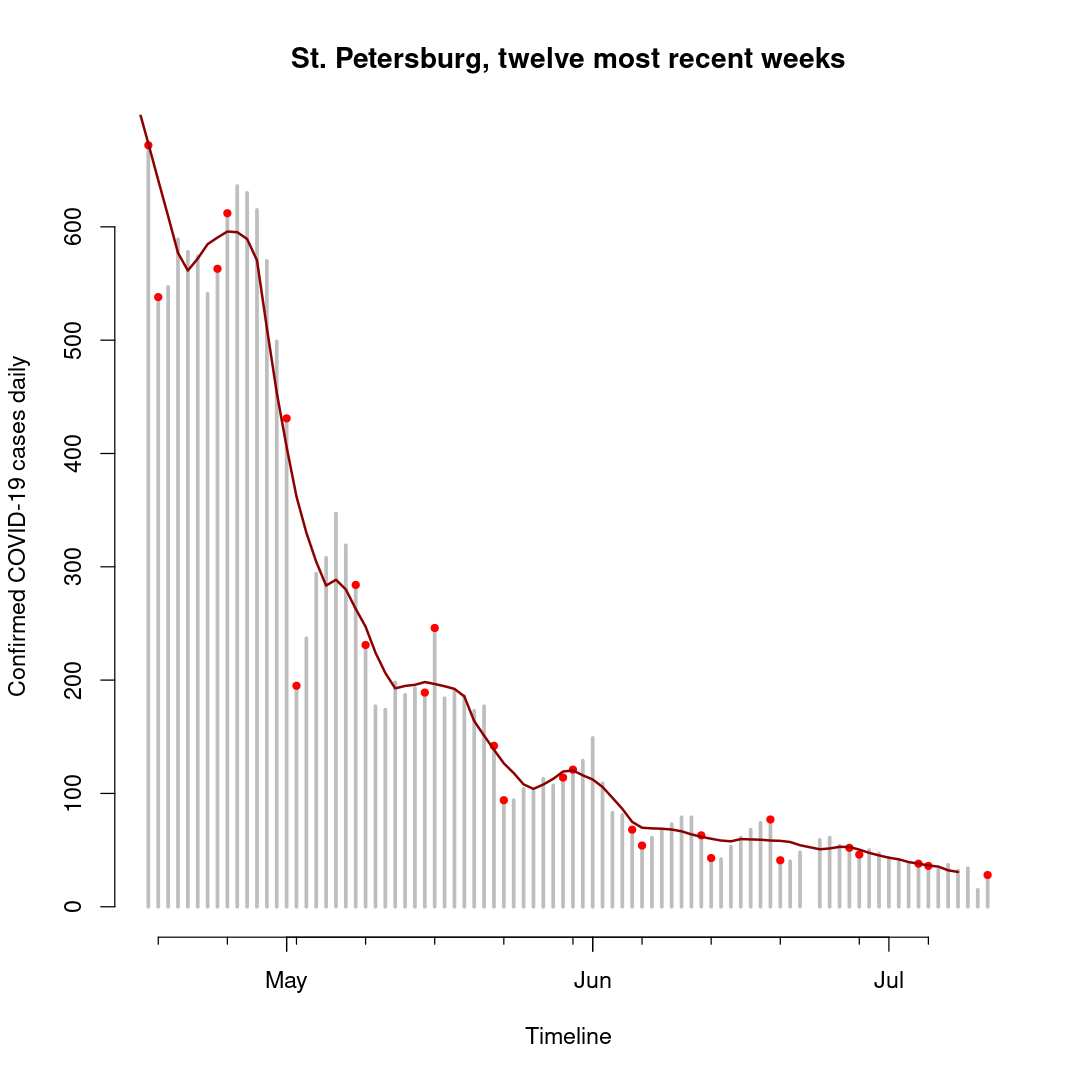 St. Petersburg, twelve most recent weeks
Confirmed COVID-19 cases daily
600
500
400
300
200
100
0
May Jun Jul
Timeline